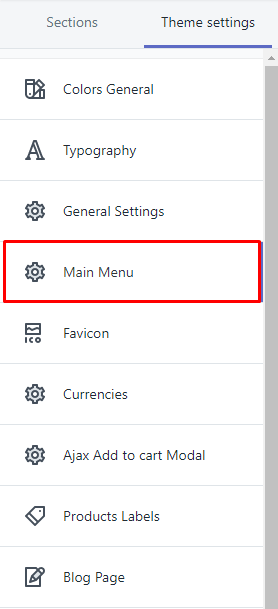 Sections Theme settings
Colors General
Typography
General Settings
Main Menu
ICO Favicon
Currencies
Ajax Add to cart Modal
Products Labels
Blog Page